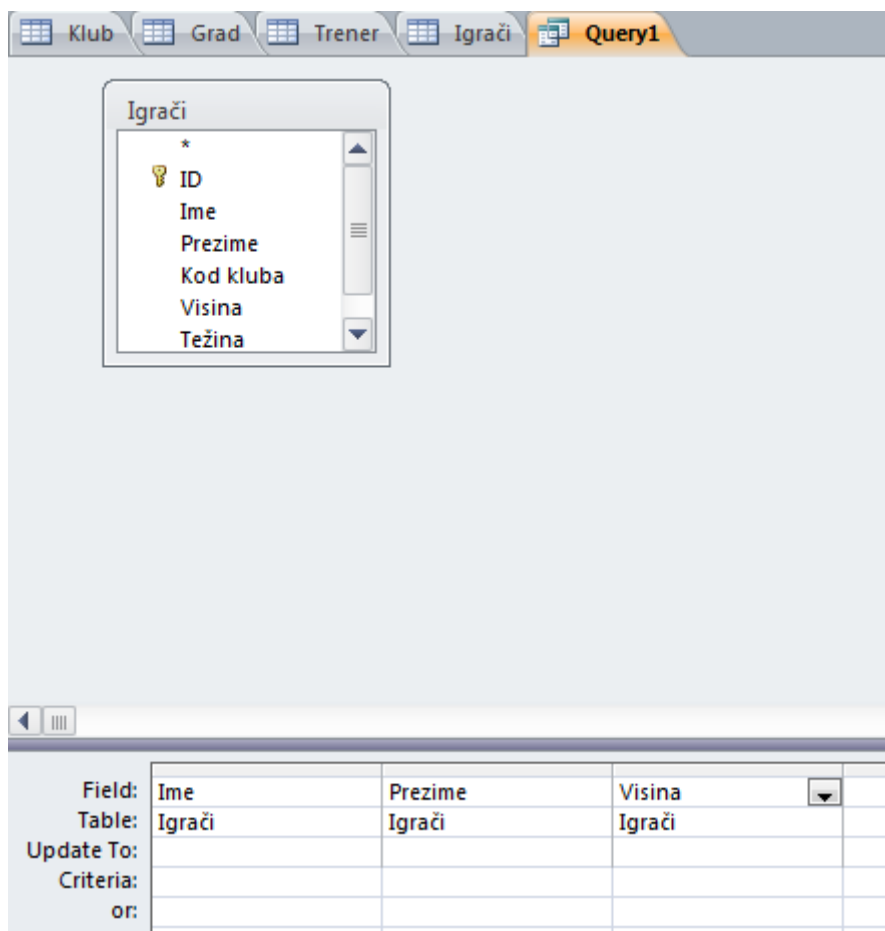 Klub Grad Trener Igrači Query1
Igrači
*
ID
Ime
Prezime
Kod kluba
Visina
Težina
Field: Ime Prezime Visina
Table: Igrači Igrači Igrači
Update To:
Criteria:
or: